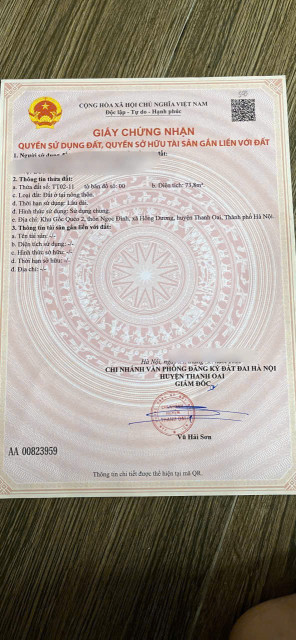 CỘNG HÒA XÃ HỘI CHỦ NGHĨA VIỆT NAM
Độc lập - Tự do - Hạnh phúc
GIẤY CHỨNG NHẬN
QUYỀN SỬ DỤNG ĐẤT, QUYỀN SỞ HỮU TÀI SẢN GẮN LIỀN VỚI ĐẤT
1. Người sử dụng đất:
2. Thông tin thửa đất:
a. Thửa đất số: TT02-11 tờ bản đồ số: 00 b. Diện tích: 73,8m²
c. Loại đất: Đất ở tại nông thôn.
d. Thời hạn sử dụng: Lâu dài.
đ. Hình thức sử dụng: Sử dụng chung.
e. Địa chỉ: Khu Gốc Quéo 2, thôn Ngọc Đình, xã Hồng Dương, huyện Thanh Oai, Thành phố Hà Nội.
3. Thông tin tài sản gắn liền với đất:
a. Tên tài sản: -/-
b. Diện tích sử dụng: -/-
c. Hình thức sở hữu: -/-
d. Thời hạn sở hữu: -/-
đ. Địa chỉ: -/-
Hà Nội, ngày
CHI NHÁNH VĂN PHÒNG ĐĂNG KÝ ĐẤT ĐAI HÀ NỘI
HUYỆN THANH OAI
GIÁM ĐỐC
Vũ Hải Sơn
AA 00823959
Thông tin chi tiết được thể hiện tại mã QR.